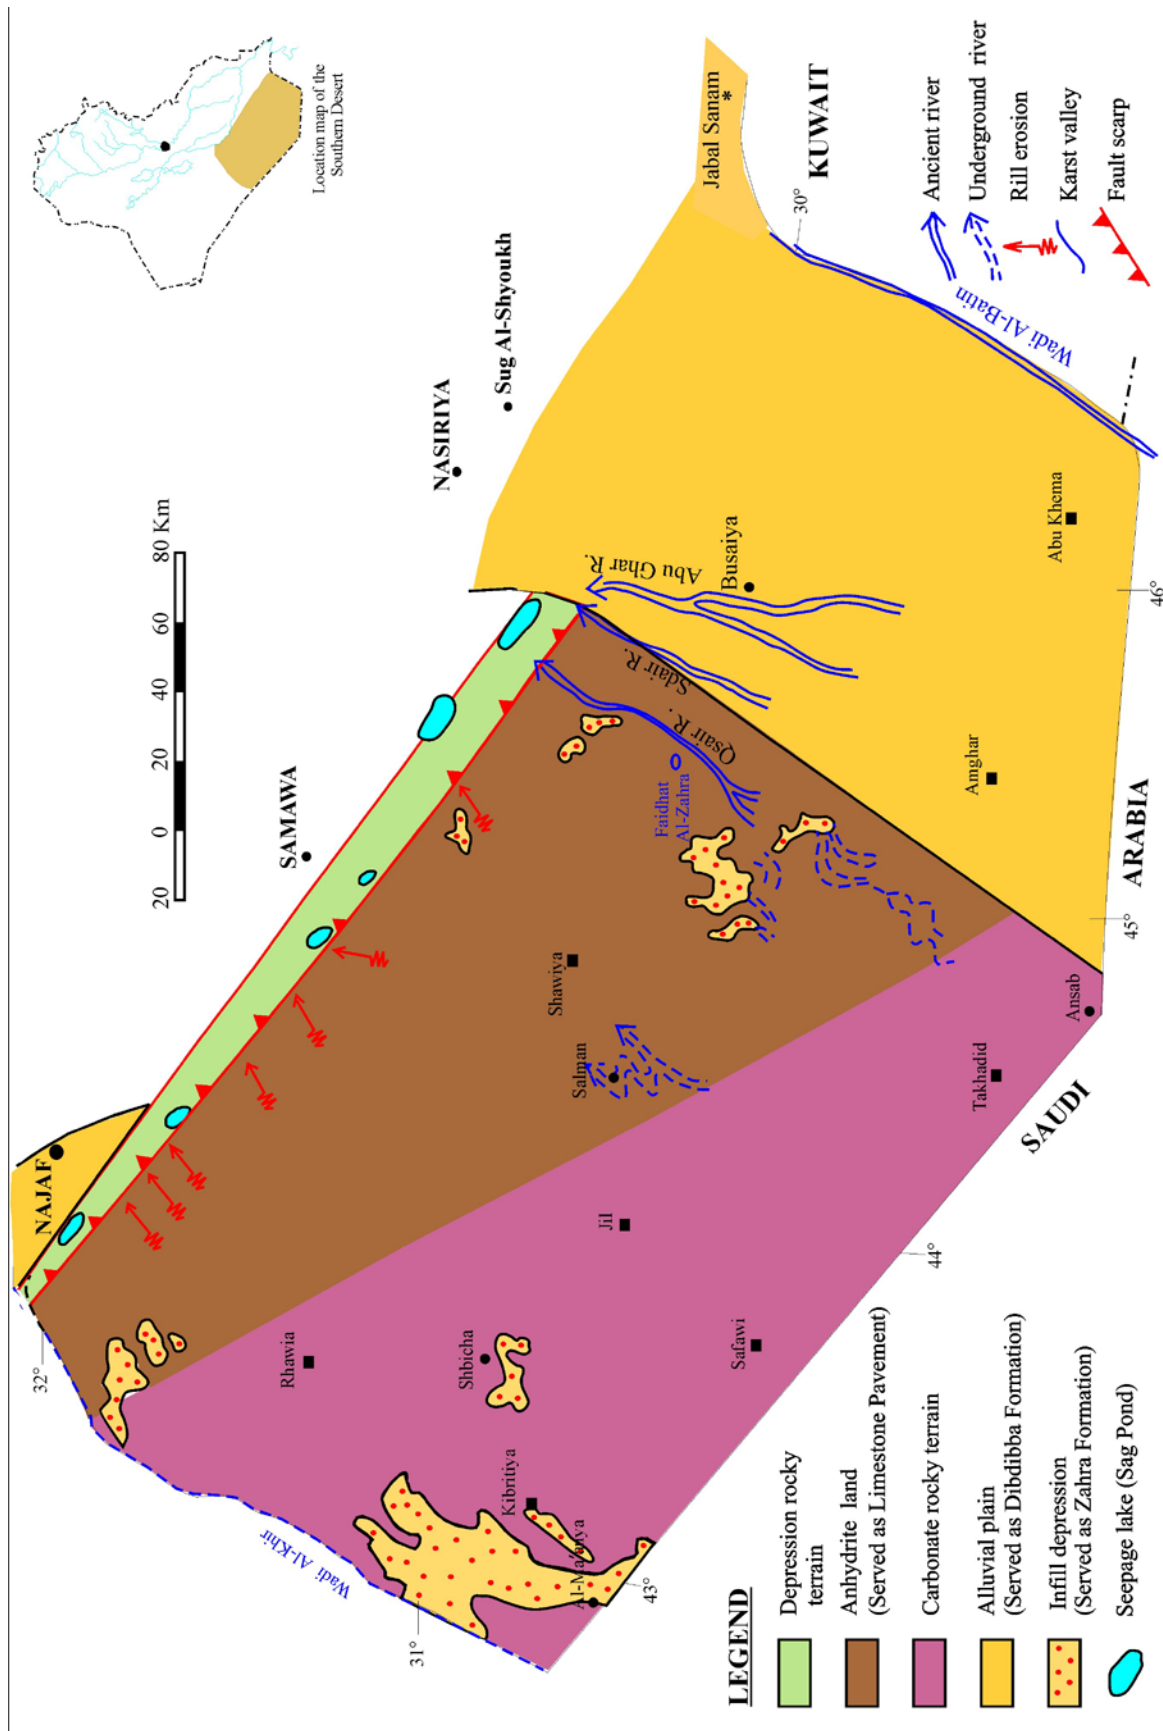 Location map of the
Southern Desert
20 0 20 40 60 80 Km
NAJAF
SAMAWA
NASIRIYA
Sug Al-Shyoukh
Jabal Sanam
*
KUWAIT
30°
32°
31°
Wadi Al-Khir
Rhawia
Shbicha
Kibritiya
Al-Ma'aniya
43°
Safawi
Jil
44°
Salman
Shawiya
Faidhat
Al-Zahra
Qsair R.
Sdair R.
Abu Ghar R.
Busaiya
Wadi Al-Batin
Amghar
Abu Khema
Takhadid
Ansab
45°
46°
SAUDI
ARABIA
LEGEND
Depression rocky
terrain
Anhydrite land
(Served as Limestone Pavement)
Carbonate rocky terrain
Alluvial plain
(Served as Dibdibba Formation)
Infill depression
(Served as Zahra Formation)
Seepage lake (Sag Pond)
Ancient river
Underground river
Rill erosion
Karst valley
Fault scarp